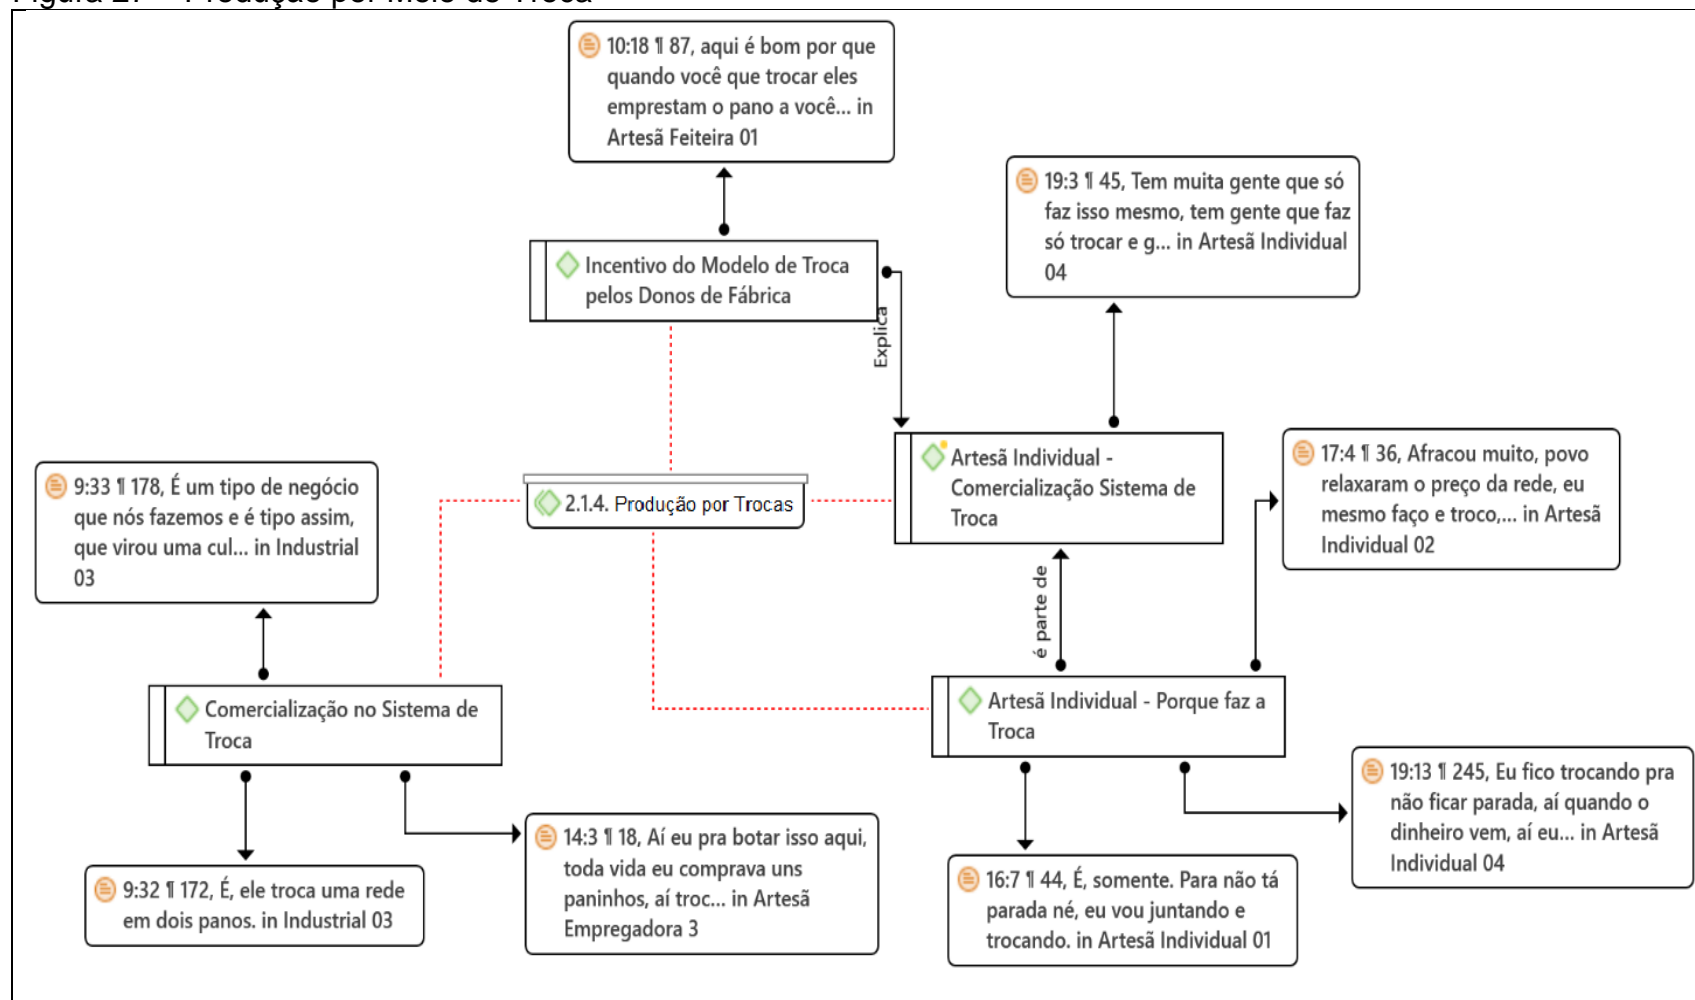 Figura 27 – Produção por Meio de Troca
10:18 ¶ 87, aqui é bom por que
quando você que trocar eles
emprestam o pano a você... in
Artesã Feiteira 01
19:3 ¶ 45, Tem muita gente que só
faz isso mesmo, tem gente que faz
só trocar e g... in Artesã Individual
04
Incentivo do Modelo de Troca
pelos Donos de Fábrica
Explica
Artesã Individual -
Comercialização Sistema de
Troca
17:4 ¶ 36, Afracou muito, povo
relaxaram o preço da rede, eu
mesmo faço e troco,... in Artesã
Individual 02
9:33 ¶ 178, É um tipo de negócio
que nós fazemos e é tipo assim,
que virou uma cul... in Industrial
03
2.1.4. Produção por Trocas
é parte de
Comercialização no Sistema de
Troca
Artesã Individual - Porque faz a
Troca
19:13 ¶ 245, Eu fico trocando pra
não ficar parada, aí quando o
dinheiro vem, aí eu... in Artesã
Individual 04
14:3 ¶ 18, Aí eu pra botar isso aqui,
toda vida eu comprava uns
paninhos, aí troc... in Artesã
Empregadora 3
9:32 ¶ 172, É, ele troca uma rede
em dois panos. in Industrial 03
16:7 ¶ 44, É, somente. Para não tá
parada né, eu vou juntando e
trocando. in Artesã Individual 01